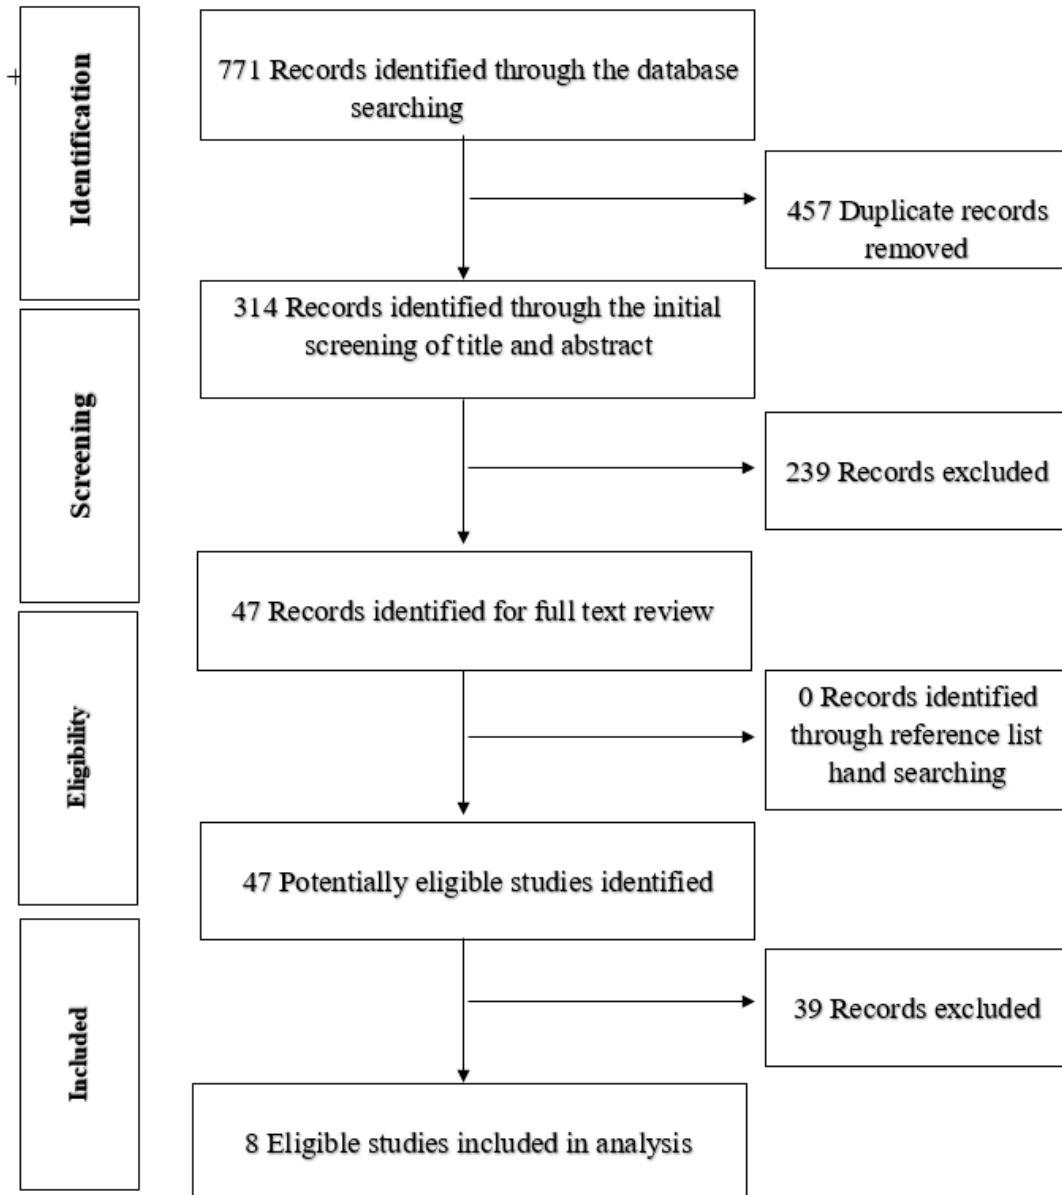 Identification
771 Records identified through the database
searching
457 Duplicate records
removed
314 Records identified through the initial
screening of title and abstract
Screening
239 Records excluded
47 Records identified for full text review
Eligibility
0 Records identified
through reference list
hand searching
47 Potentially eligible studies identified
Included
39 Records excluded
8 Eligible studies included in analysis